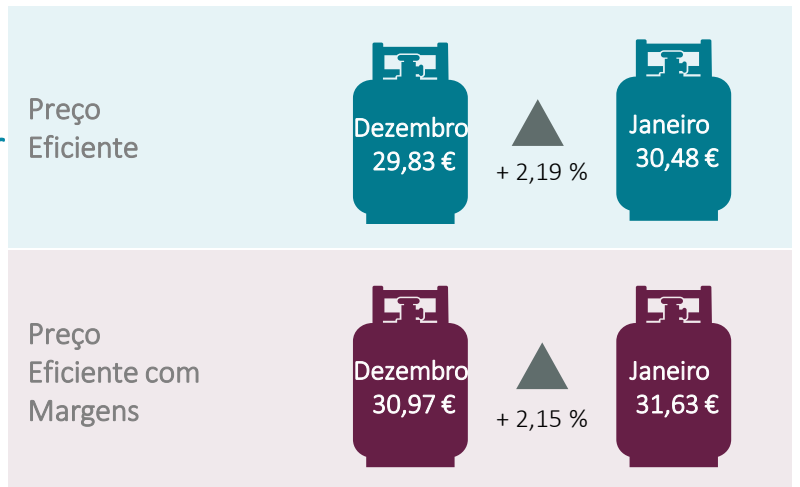 Preço
Eficiente
Dezembro
29,83 €
+ 2,19 %
Janeiro
30,48 €
Preço
Eficiente com
Margens
Dezembro
30,97 €
+ 2,15 %
Janeiro
31,63 €